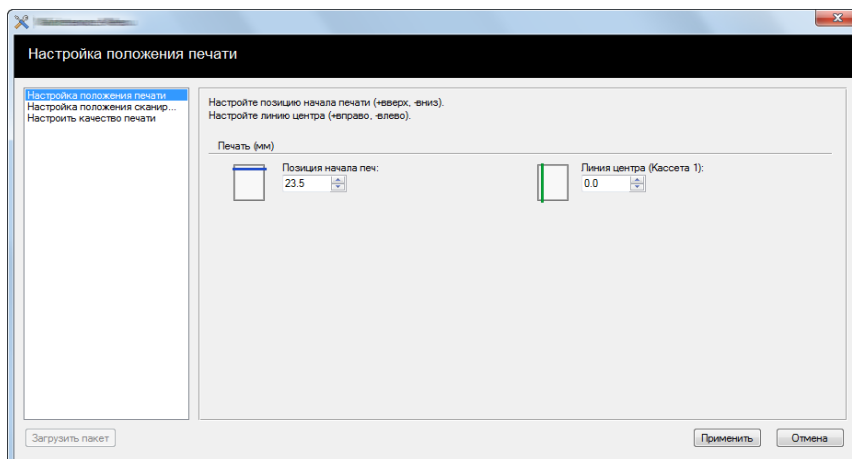 Настройка положения печати
Настройка положения печати
Настройка положения сканир...
Настроить качество печати
Настройте позицию начала печати (+вверх, -вниз).
Настройте линию центра (+вправо, -влево).
Печать (мм)
Позиция начала печ:
23.5
Линия центра (Кассета 1):
0.0
Загрузить пакет
Применить
Отмена